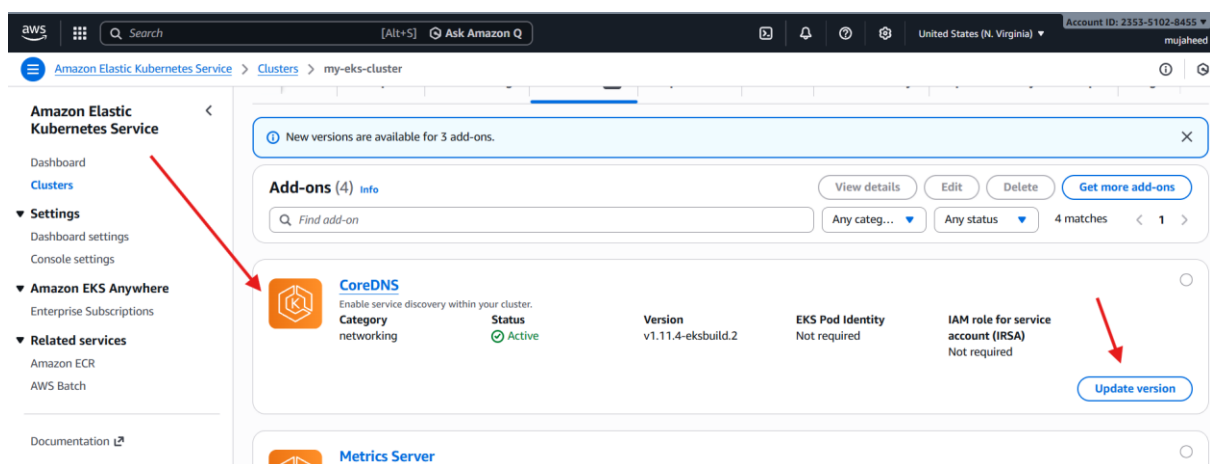 aws
Search
[Alt+S]
Ask Amazon Q
United States (N. Virginia)
Account ID: 2353-5102-8455
mujaheed
Amazon Elastic Kubernetes Service > Clusters > my-eks-cluster
Amazon Elastic
Kubernetes Service
Dashboard
Clusters
Settings
Dashboard settings
Console settings
Amazon EKS Anywhere
Enterprise Subscriptions
Related services
Amazon ECR
AWS Batch
Documentation
New versions are available for 3 add-ons.
Add-ons (4) Info
View details
Edit
Delete
Get more add-ons
Find add-on
Any categ...
Any status
4 matches
1
CoreDNS
Enable service discovery within your cluster.
Category
networking
Status
Active
Version
v1.11.4-eksbuild.2
EKS Pod Identity
Not required
IAM role for service
account (IRSA)
Not required
Update version
Metrics Server